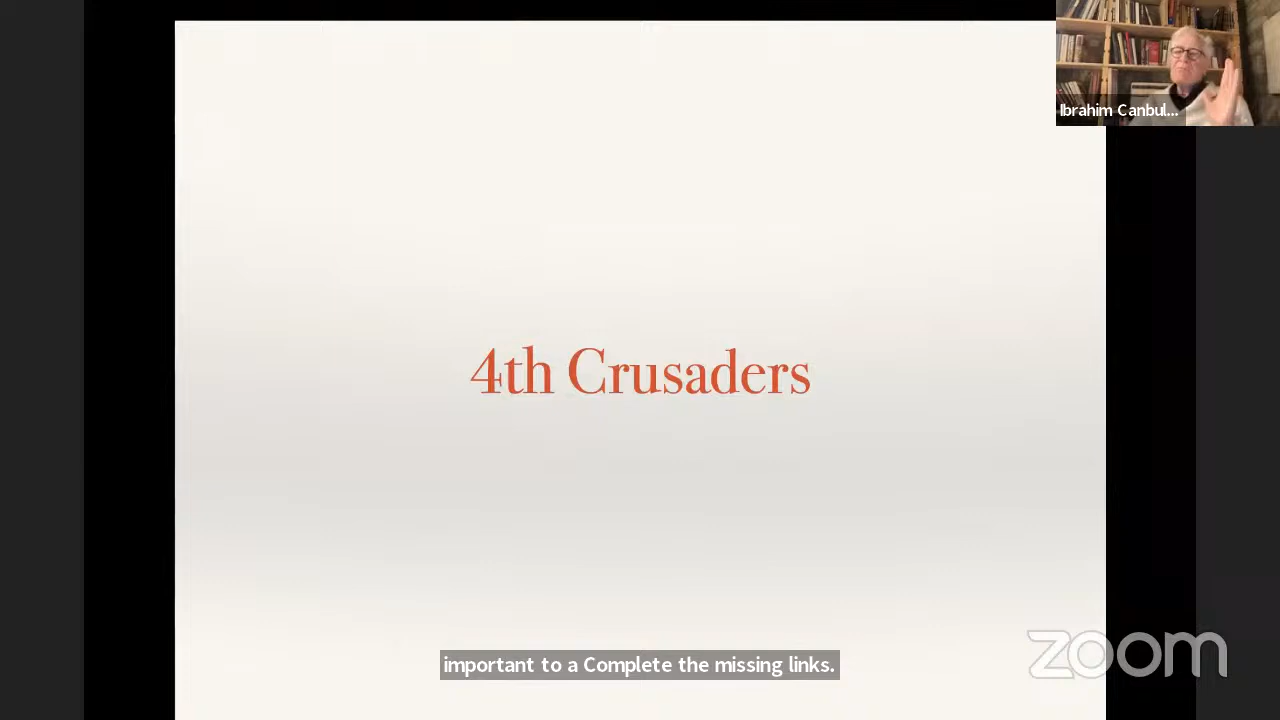 Ibrahim Canbul...
4th Crusaders
important to a Complete the missing links.
zoom